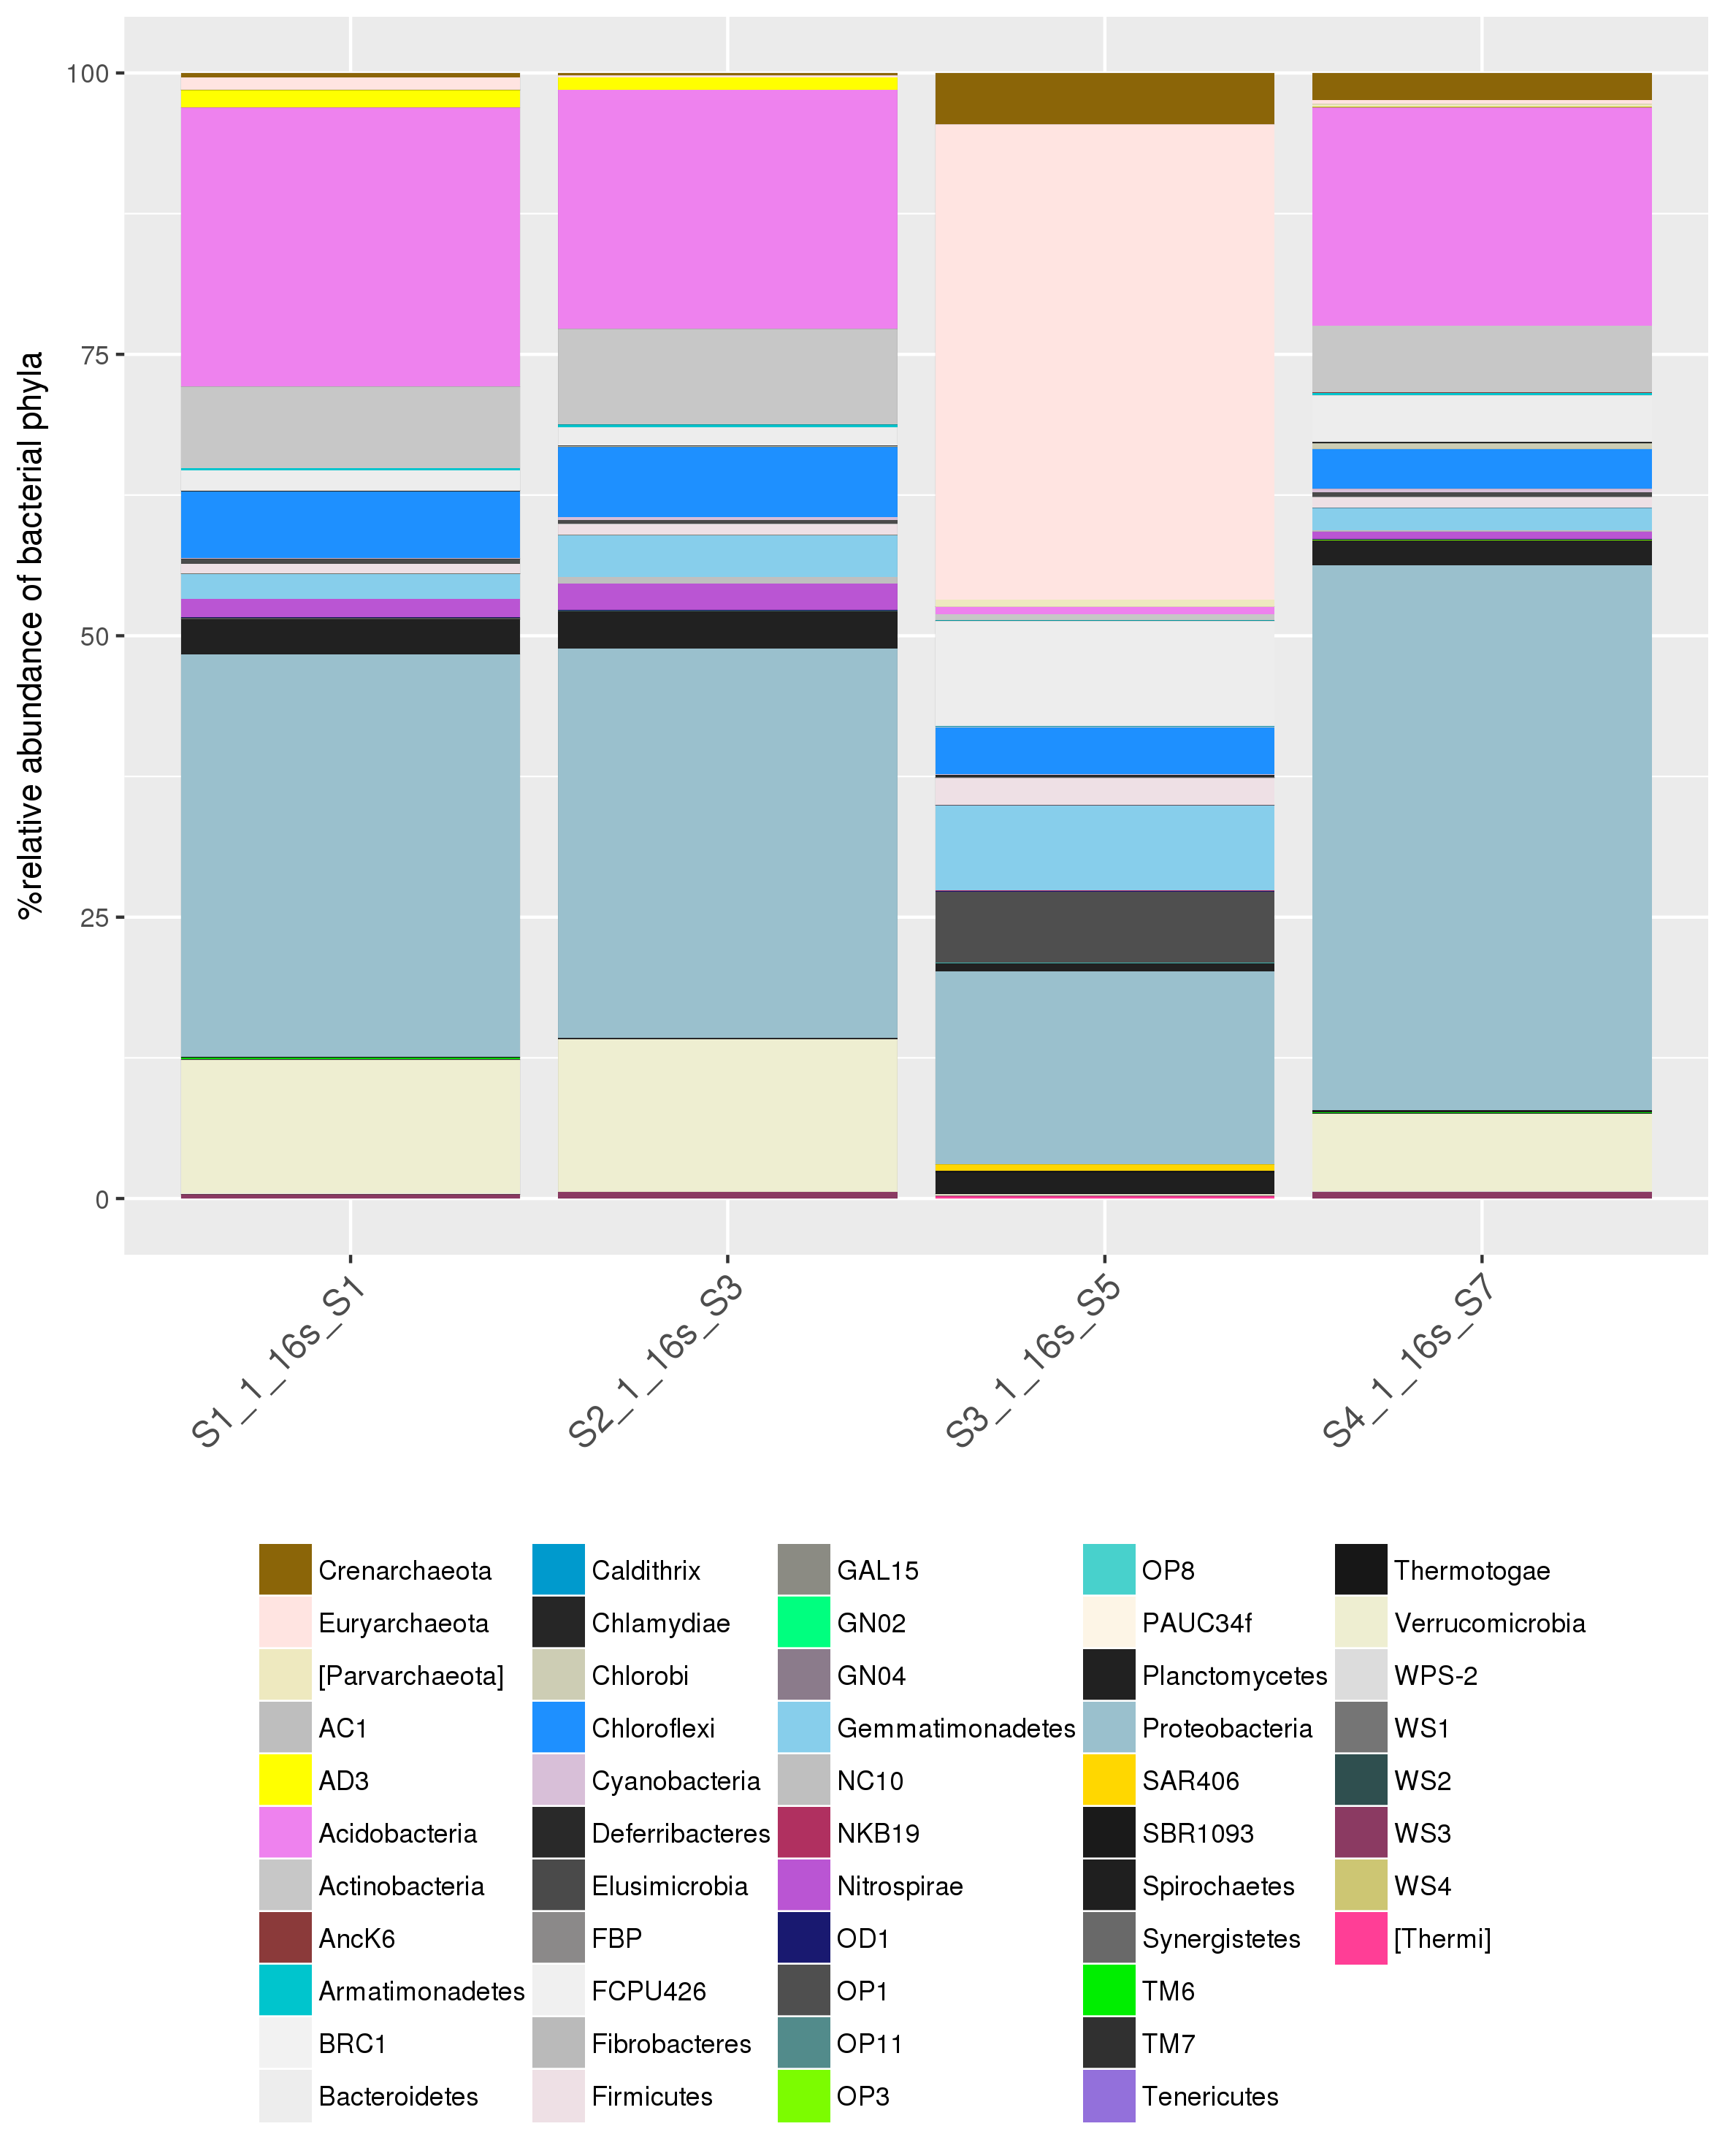 %relative abundance of bacterial phyla
100
75
50
25
0
S1_1_16s_S1
S2_1_16s_S3
S3_1_16s_S5
S4_1_16s_S7
Crenarchaeota
Euryarchaeota
[Parvarchaeota]
AC1
AD3
Acidobacteria
Actinobacteria
AncK6
Armatimonadetes
BRC1
Bacteroidetes
Caldithrix
Chlamydiae
Chlorobi
Chloroflexi
Cyanobacteria
Deferribacteres
Elusimicrobia
FBP
FCPU426
Fibrobacteres
Firmicutes
GAL15
GN02
GN04
Gemmatimonadetes
NC10
NKB19
Nitrospirae
OD1
OP1
OP11
OP3
OP8
PAUC34f
Planctomycetes
Proteobacteria
SAR406
SBR1093
Spirochaetes
Synergistetes
TM6
TM7
Tenericutes
Thermotogae
Verrucomicrobia
WPS-2
WS1
WS2
WS3
WS4
[Thermi]